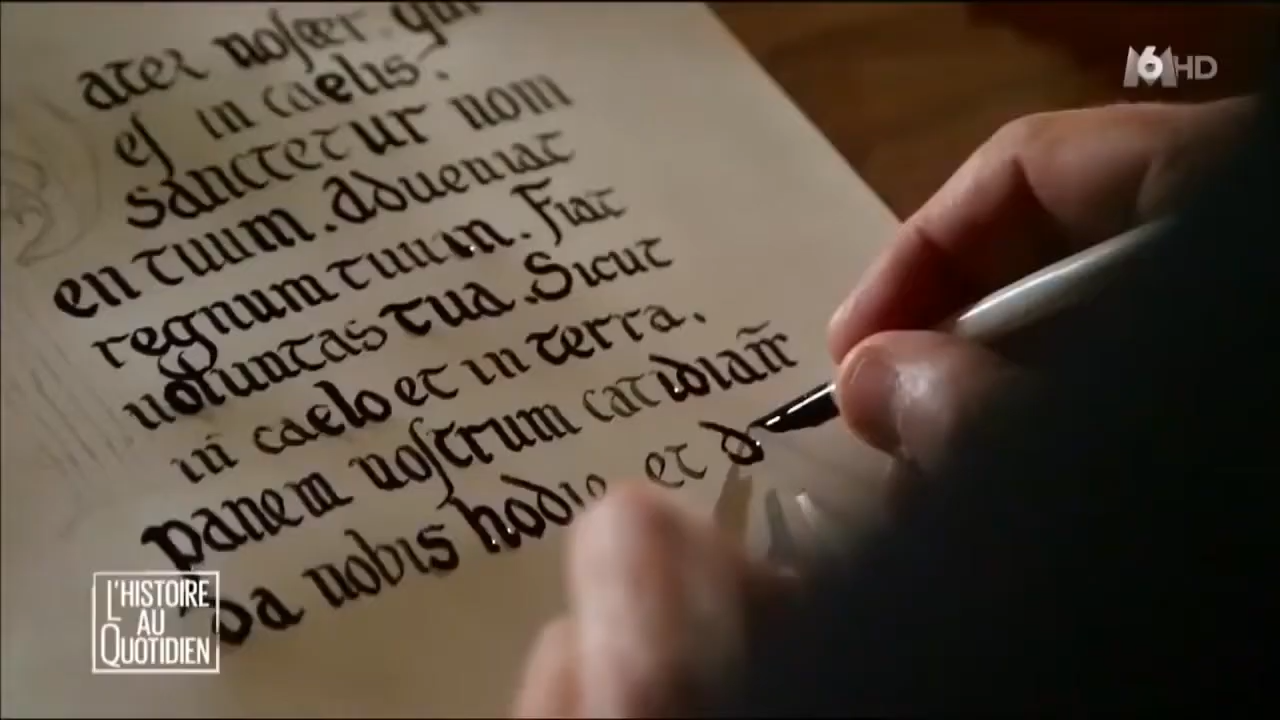 ater noster. qui
es in caelis.
sanctetur nom
en tuum. Adueniat
regnum tuum. Fiat
uoluntas tua. Sicut
in caelo et in terra.
panem nostrum catidianr̃
da nobis hodie et d
M6 HD
L'HISTOIRE
AU
QUOTIDIEN